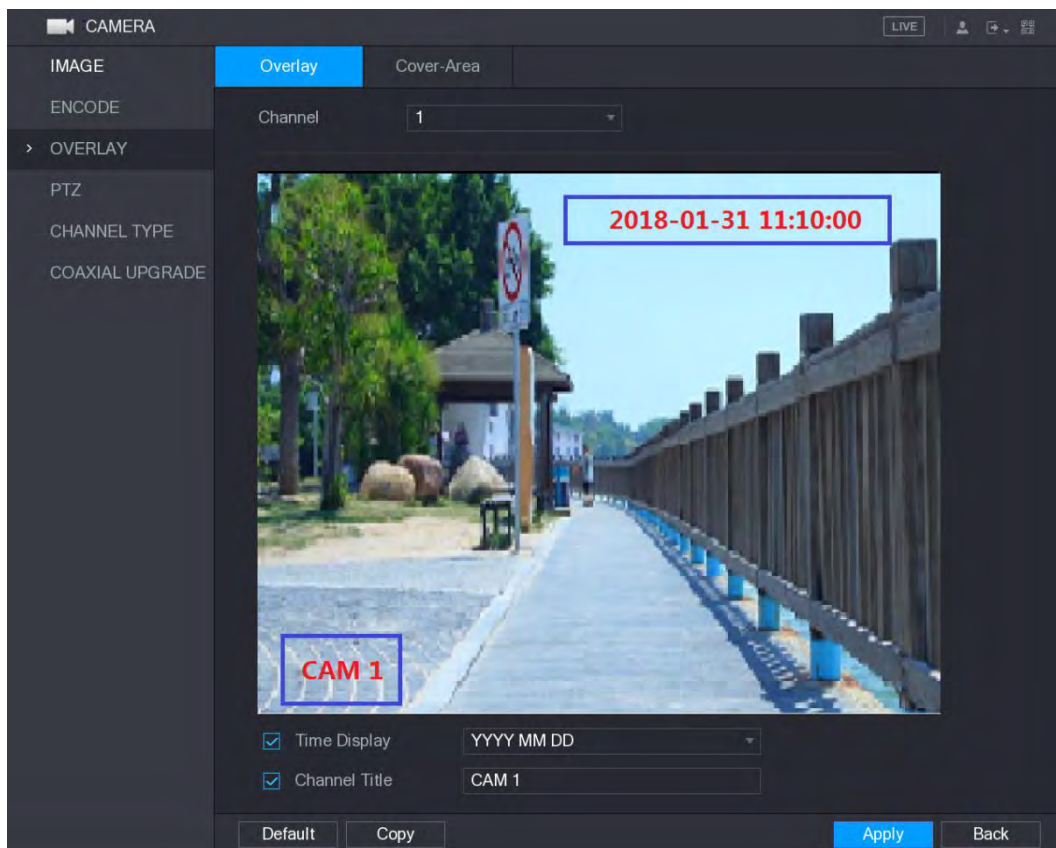 CAMERA
LIVE
IMAGE
ENCODE
OVERLAY
PTZ
CHANNEL TYPE
COAXIAL UPGRADE
Overlay
Cover-Area
Channel
1
2018-01-31 11:10:00
CAM 1
Time Display
YYYY MM DD
Channel Title
CAM 1
Default
Copy
Apply
Back